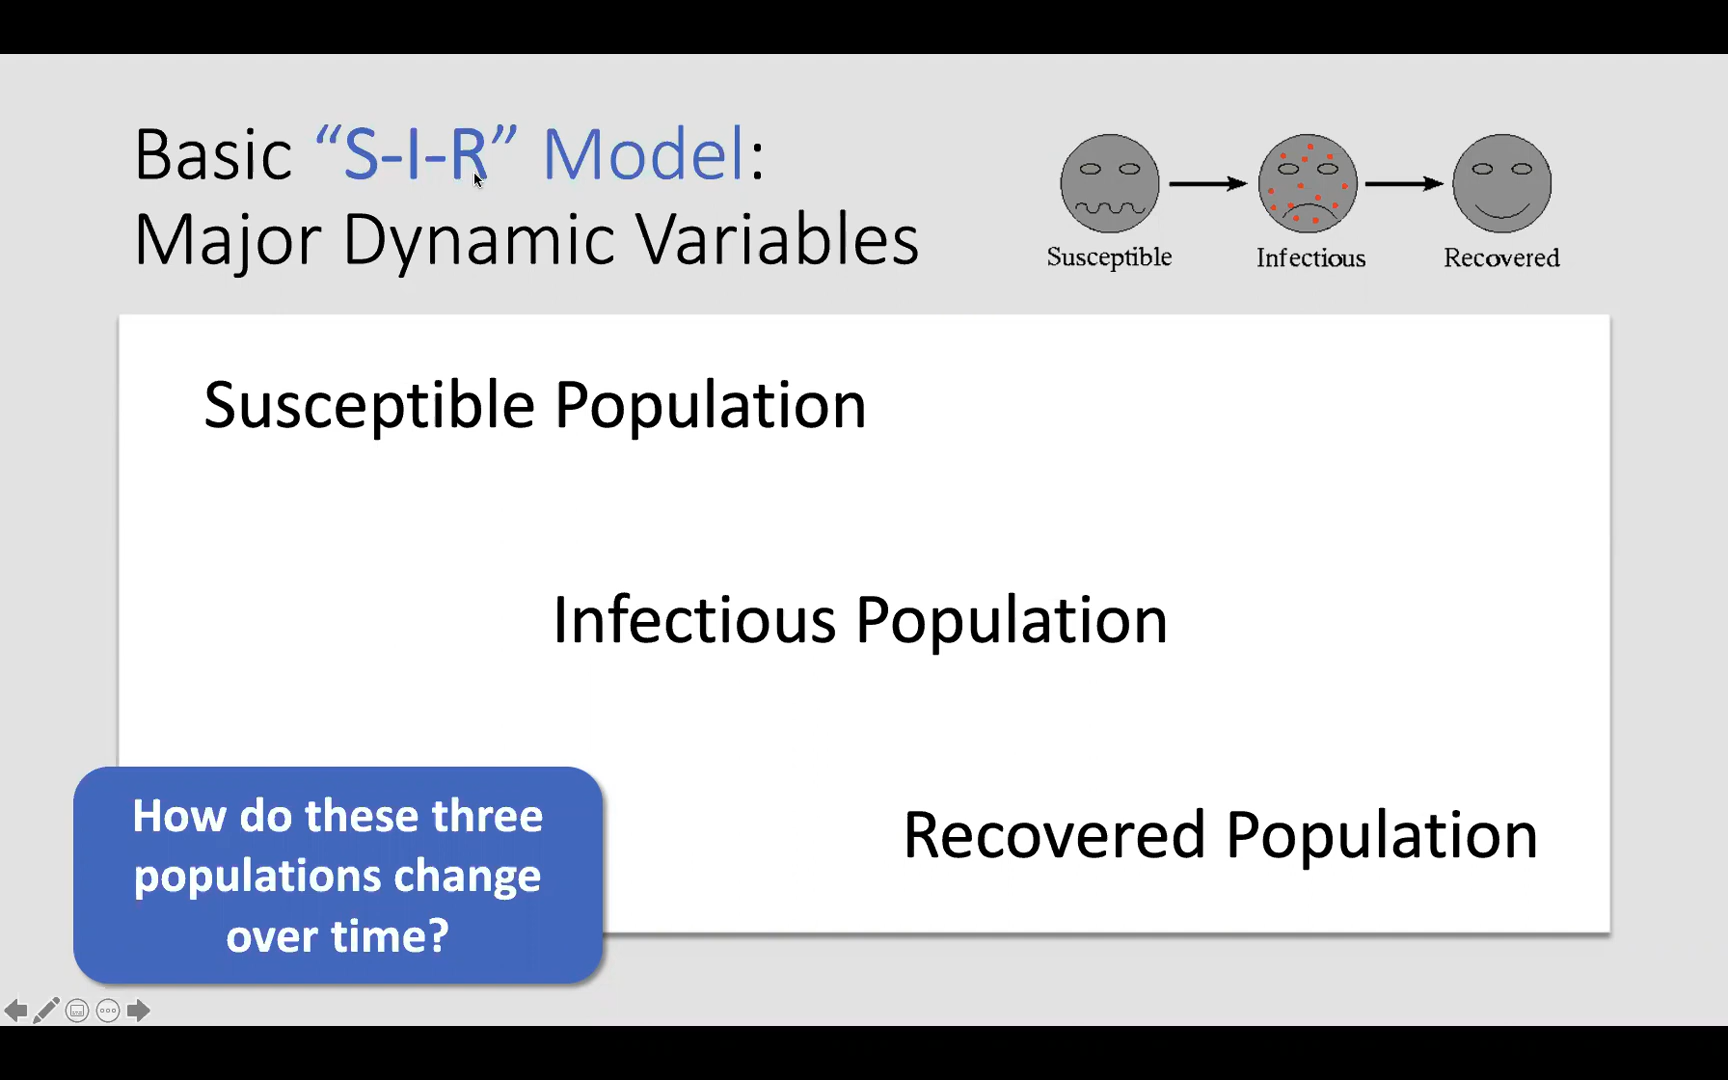 Basic “S-I-R” Model:
Major Dynamic Variables
Susceptible
Infectious
Recovered
Susceptible Population
Infectious Population
Recovered Population
How do these three
populations change
over time?